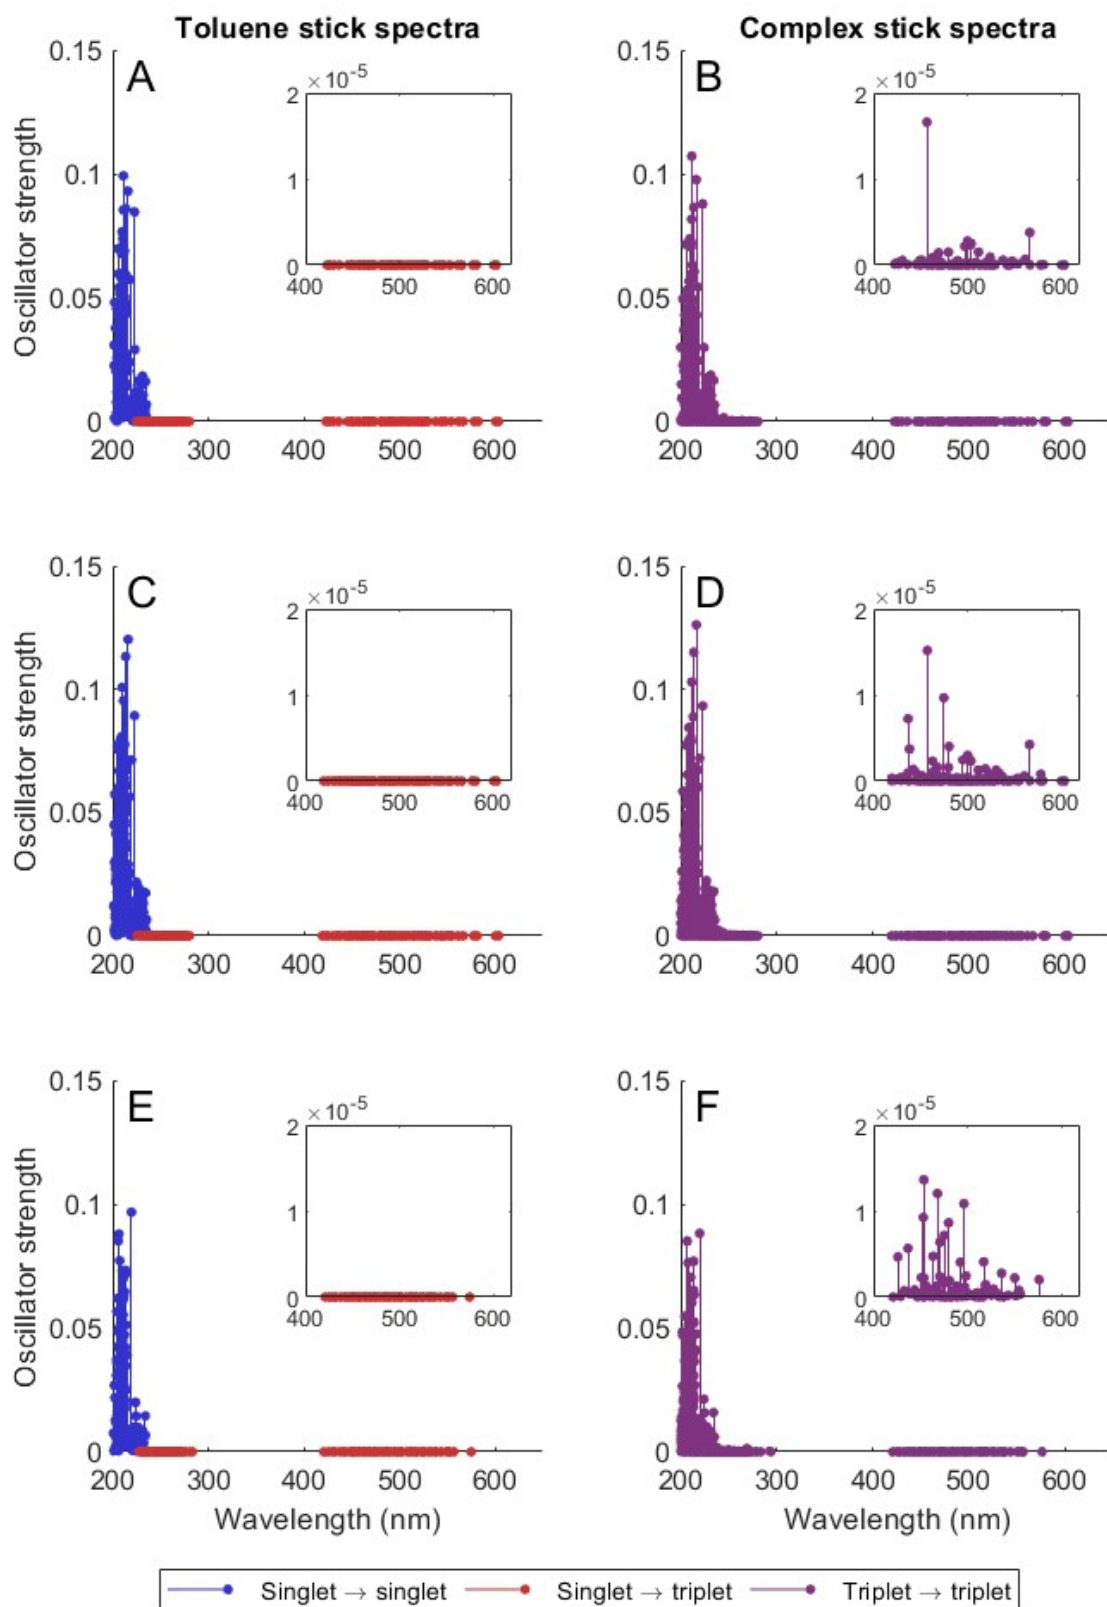 Toluene stick spectra
Complex stick spectra
A
Oscillator strength
0.15
0.1
0.05
0
200 300 400 500 600
×10⁻⁵
2
1
0
400 500 600
B
0.15
0.1
0.05
0
200 300 400 500 600
×10⁻⁵
2
1
0
400 500 600
C
Oscillator strength
0.15
0.1
0.05
0
200 300 400 500 600
×10⁻⁵
2
1
0
400 500 600
D
0.15
0.1
0.05
0
200 300 400 500 600
×10⁻⁵
2
1
0
400 500 600
E
Oscillator strength
0.15
0.1
0.05
0
200 300 400 500 600
Wavelength (nm)
×10⁻⁵
2
1
0
400 500 600
F
0.15
0.1
0.05
0
200 300 400 500 600
Wavelength (nm)
×10⁻⁵
2
1
0
400 500 600
Singlet → singlet Singlet → triplet Triplet → triplet